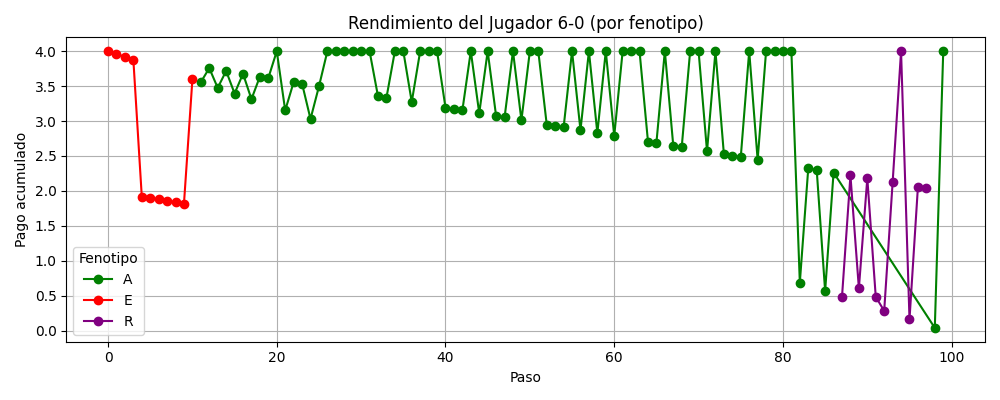 Rendimiento del Jugador 6-0 (por fenotipo)
Pago acumulado
4.0
3.5
3.0
2.5
2.0
1.5
1.0
0.5
0.0
Fenotipo
A
E
R
0 20 40 60 80 100
Paso